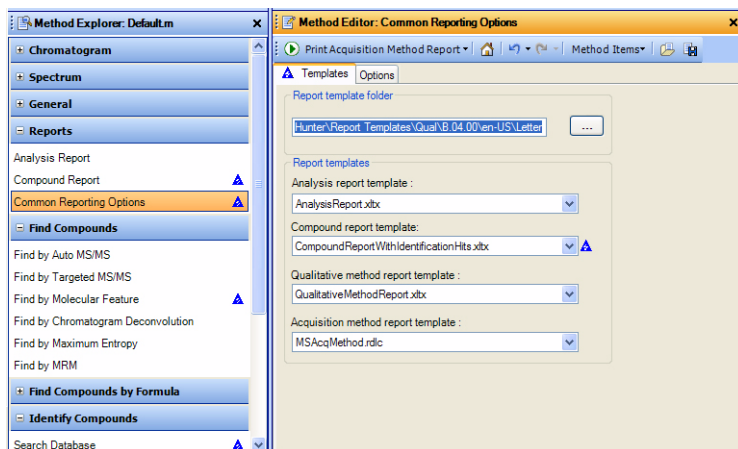 Method Explorer: Default.m
Chromatogram
Spectrum
General
Reports
Analysis Report
Compound Report
Common Reporting Options
Find Compounds
Find by Auto MS/MS
Find by Targeted MS/MS
Find by Molecular Feature
Find by Chromatogram Deconvolution
Find by Maximum Entropy
Find by MRM
Find Compounds by Formula
Identify Compounds
Search Database
Method Editor: Common Reporting Options
Print Acquisition Method Report
Method Items
Templates
Options
Report template folder
Hunter\Report Templates\Qual\B.04.00\en-US\Letter
...
Report templates
Analysis report template :
AnalysisReport.xltx
Compound report template:
CompoundReportWithIdentificationHits.xltx
Qualitative method report template :
QualitativeMethodReport.xltx
Acquisition method report template :
MSAcqMethod.rdlc